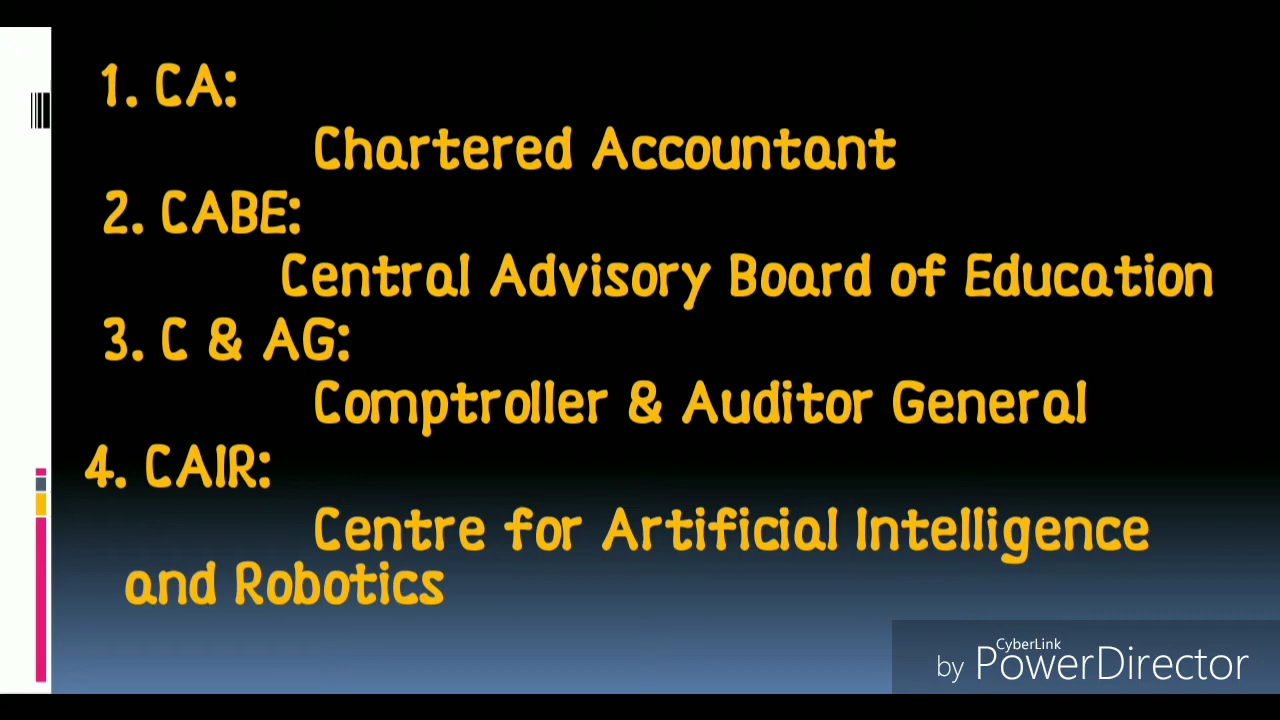 1. CA:
Chartered Accountant
2. CABE:
Central Advisory Board of Education
3. C & AG:
Comptroller & Auditor General
4. CAIR:
Centre for Artificial Intelligence
and Robotics
CyberLink
by PowerDirector